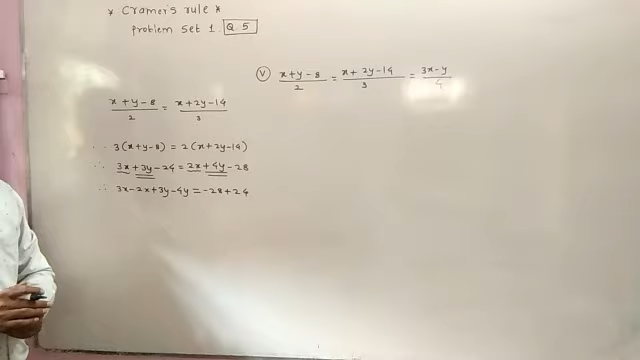 * Cramer's rule *
Problem Set 1. Q 5
(V) x+y-8/2 = x+2y-14/3 = 3x-y/4
x+y-8/2 = x+2y-14/3
∴ 3(x+y-8) = 2(x+2y-14)
∴ 3x+3y-24 = 2x+4y-28
∴ 3x-2x+3y-4y = -28+24